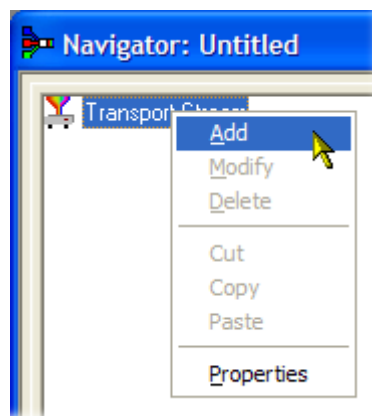 Navigator: Untitled
Transport Stream
Add
Modify
Delete
Cut
Copy
Paste
Properties